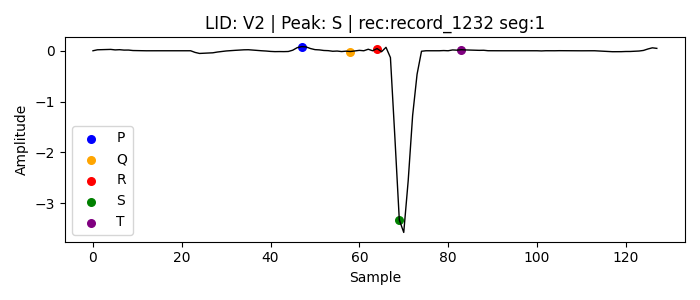 LID: V2 | Peak: S | rec:record_1232 seg:1
Amplitude
0
−1
−2
−3
P
Q
R
S
T
0 20 40 60 80 100 120
Sample